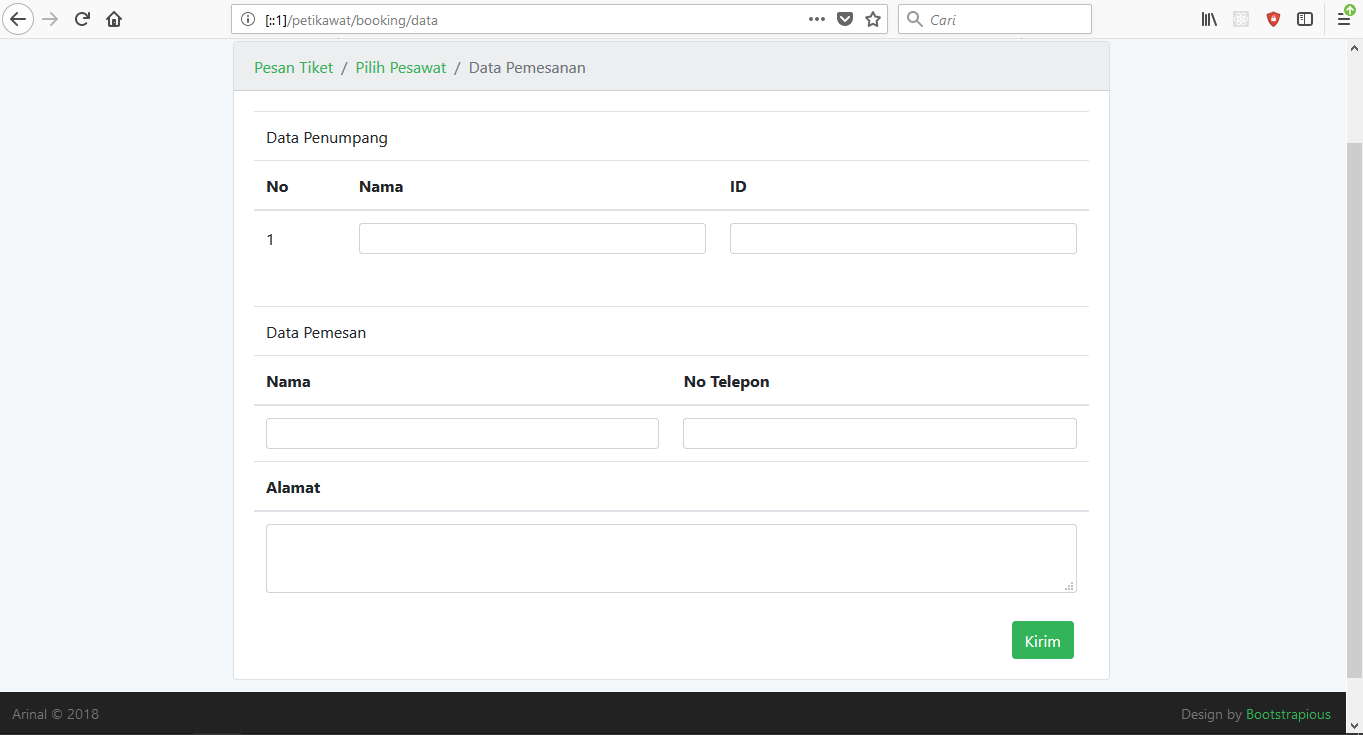 [::1]/petikawat/booking/data
Cari
Pesan Tiket / Pilih Pesawat / Data Pemesanan
Data Penumpang
No Nama ID
1
Data Pemesan
Nama No Telepon
Alamat
Kirim
Arinal © 2018 Design by Bootstrapious